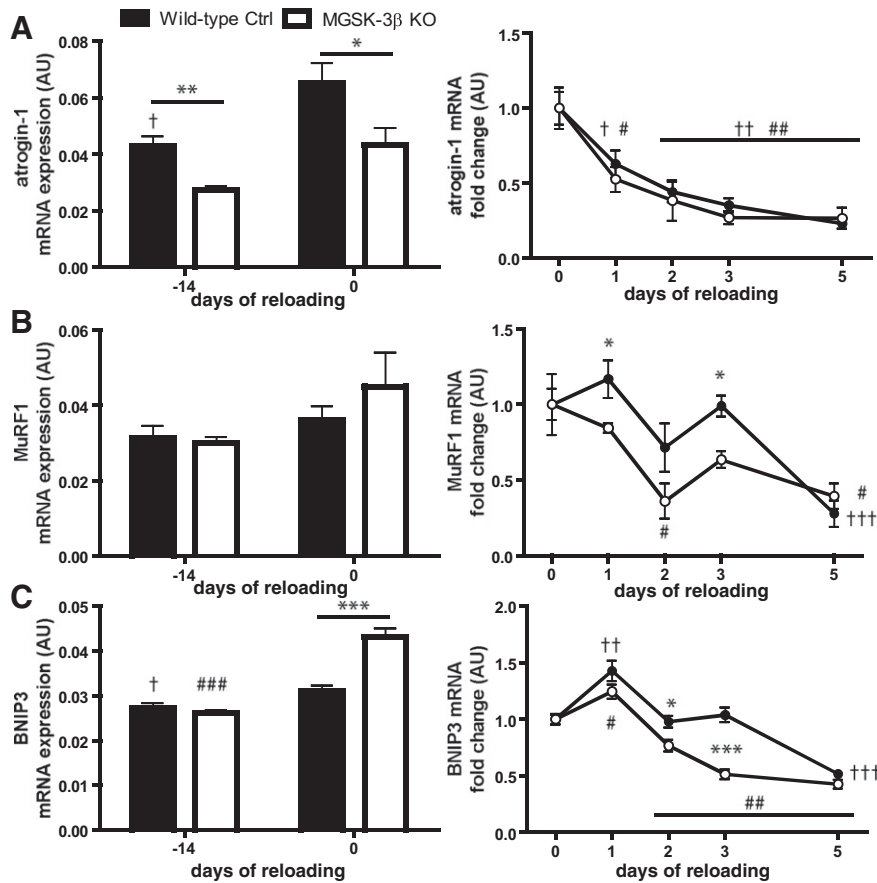 Wild-type Ctrl MGSK-3β KO
A
atrogin-1
mRNA expression (AU)
0.08
0.06
0.04
0.02
0.00
†
**
*
-14 0
days of reloading
atrogin-1 mRNA
fold change (AU)
1.5
1.0
0.5
0.0
† #
†† ##
0 1 2 3 5
days of reloading
B
MuRF1
mRNA expression (AU)
0.06
0.04
0.02
0.00
-14 0
days of reloading
MuRF1 mRNA
fold change (AU)
1.5
1.0
0.5
0.0
*
*
#
#
†††
0 1 2 3 5
days of reloading
C
BNIP3
mRNA expression (AU)
0.05
0.04
0.03
0.02
0.01
0.00
†
###
***
-14 0
days of reloading
BNIP3 mRNA
fold change (AU)
2.0
1.5
1.0
0.5
0.0
††
#
*
***
†††
##
0 1 2 3 5
days of reloading